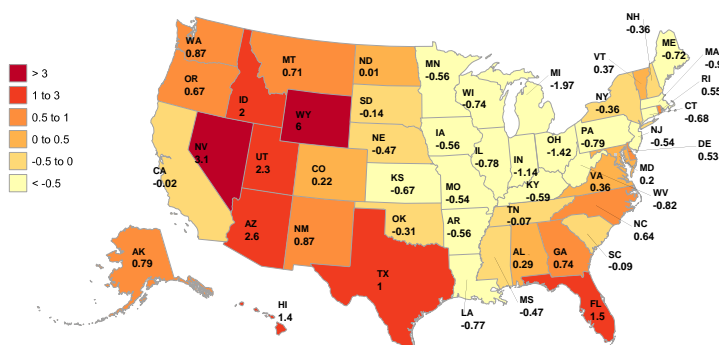 > 3
1 to 3
0.5 to 1
0 to 0.5
-0.5 to 0
< -0.5
WA
0.87
OR
0.67
CA
-0.02
NV
3.1
ID
2
MT
0.71
WY
6
UT
2.3
AZ
2.6
CO
0.22
NM
0.87
ND
0.01
SD
-0.14
NE
-0.47
KS
-0.67
OK
-0.31
TX
1
MN
-0.56
IA
-0.56
MO
-0.54
AR
-0.56
LA
-0.77
WI
-0.74
IL
-0.78
MI
-1.97
IN
-1.14
OH
-1.42
KY
-0.59
TN
-0.07
MS
-0.47
AL
0.29
GA
0.74
FL
1.5
SC
-0.09
NC
0.64
VA
0.36
WV
-0.82
MD
0.2
DE
0.53
PA
-0.79
NJ
-0.54
NY
-0.36
CT
-0.68
RI
0.55
MA
VT
0.37
NH
-0.36
ME
-0.72
AK
0.79
HI
1.4